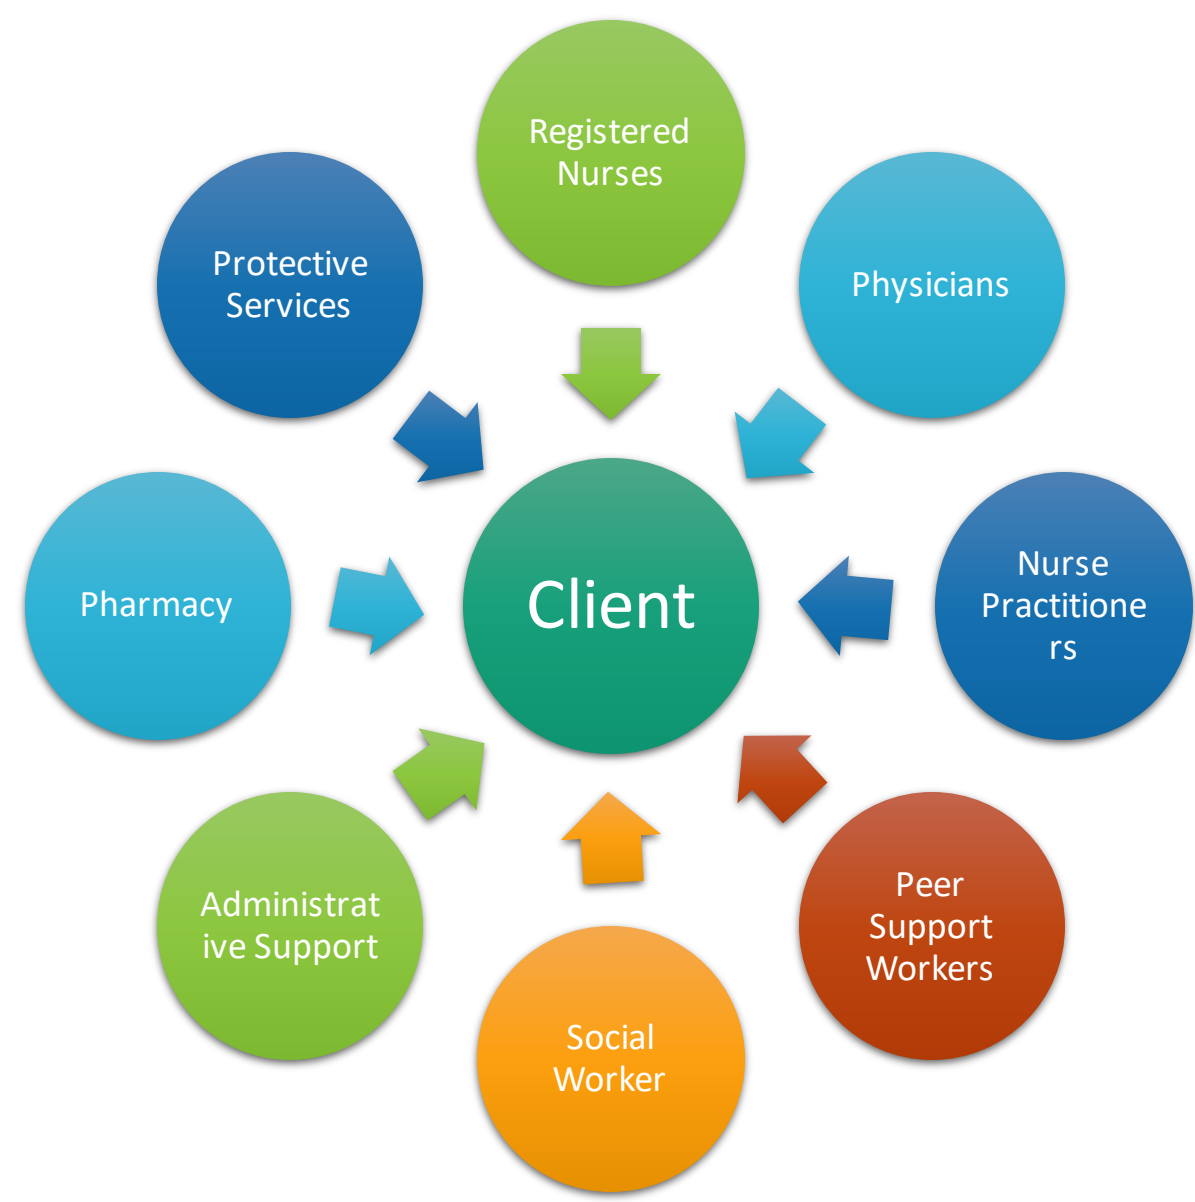 Registered
Nurses
Physicians
Nurse
Practitione
rs
Peer
Support
Workers
Social
Worker
Administrat
ive Support
Pharmacy
Protective
Services
Client